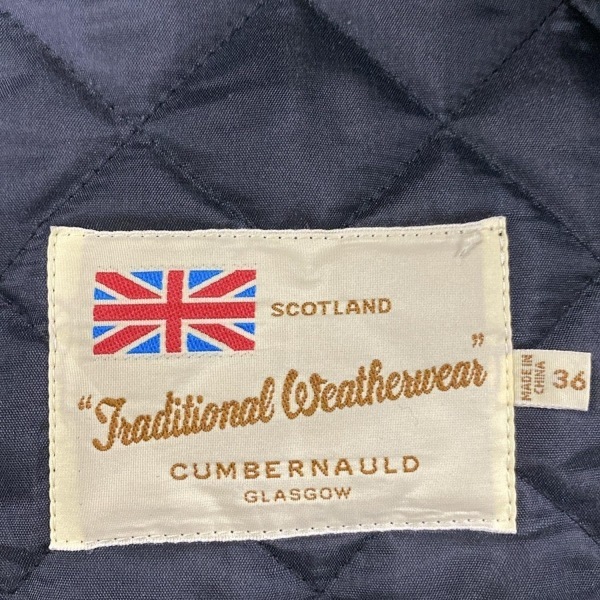 SCOTLAND
"Traditional Weatherwear"
CUMBERNAULD
GLASGOW
MADE IN
CHINA
36